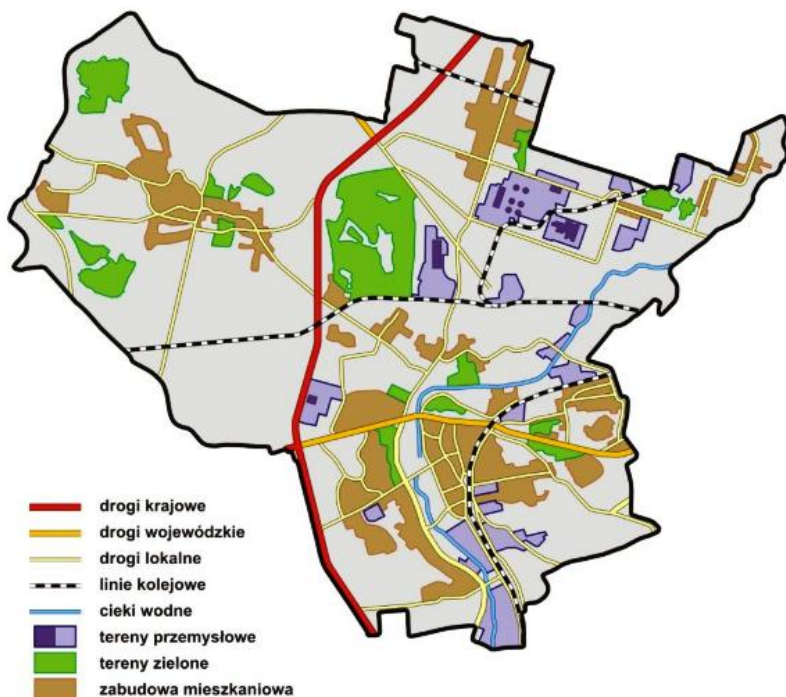 drogi krajowe
drogi wojewódzkie
drogi lokalne
linie kolejowe
cieki wodne
tereny przemysłowe
tereny zielone
zabudowa mieszkaniowa